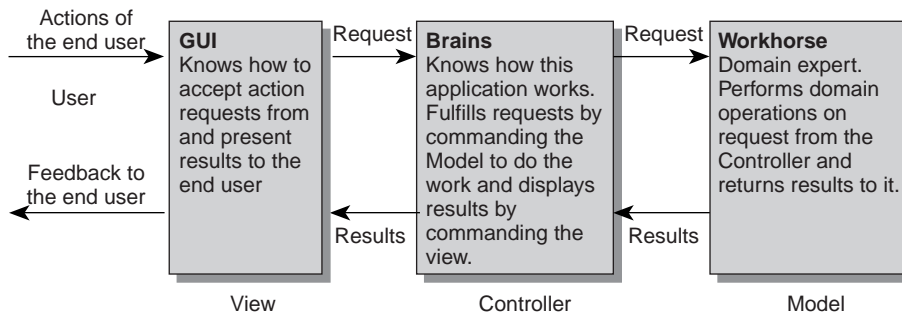 Actions of
the end user
User
Feedback to
the end user
GUI
Knows how to
accept action
requests from
and present
results to the
end user
View
Request
Results
Brains
Knows how this
application works.
Fulfills requests by
commanding the
Model to do the
work and displays
results by
commanding the
view.
Controller
Request
Results
Workhorse
Domain expert.
Performs domain
operations on
request from the
Controller and
returns results to it.
Model